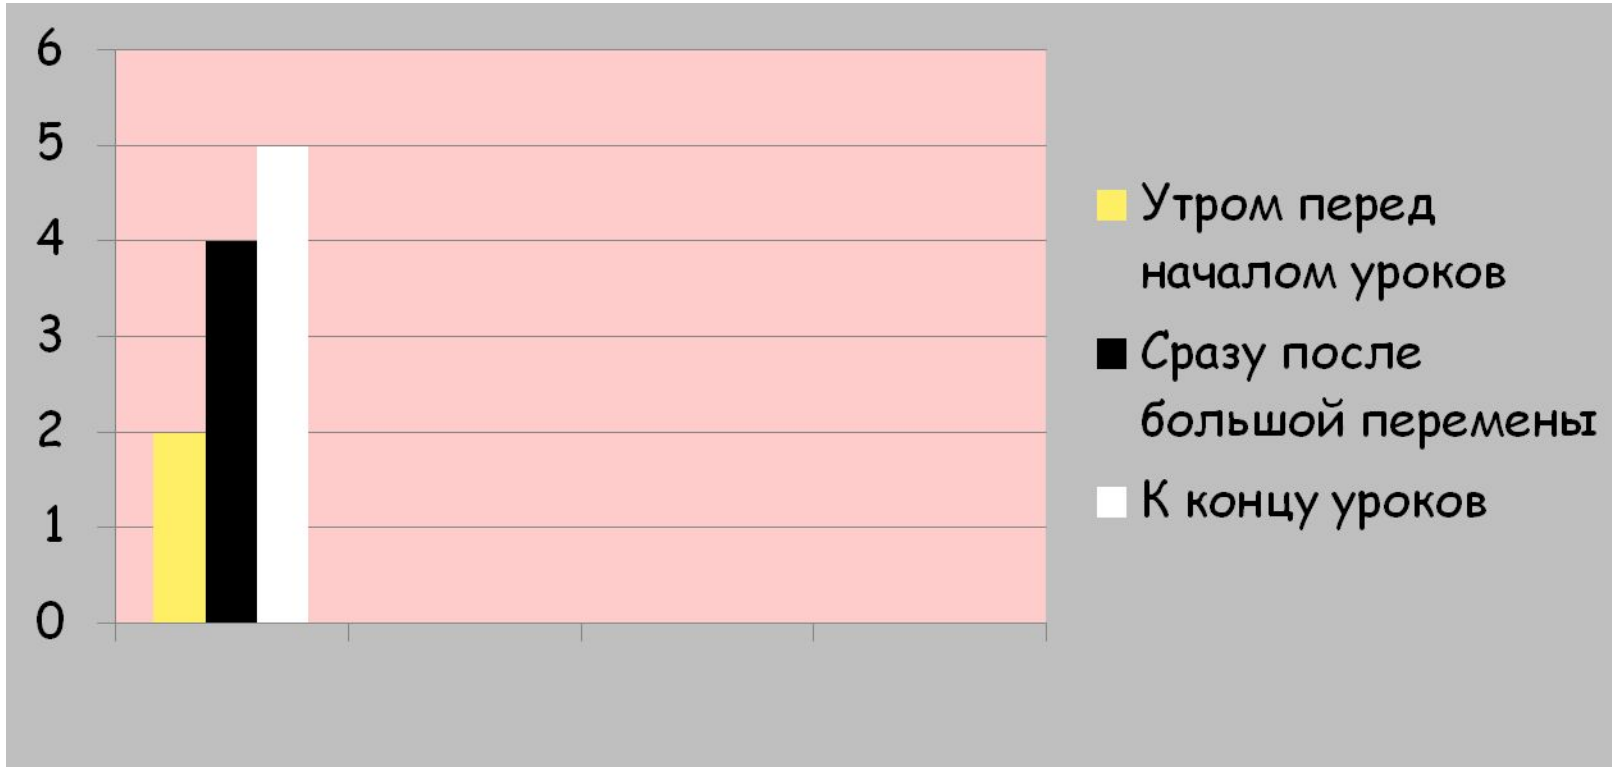 6
5
4
3
2
1
0
Утром перед
началом уроков
Сразу после
большой перемены
К концу уроков